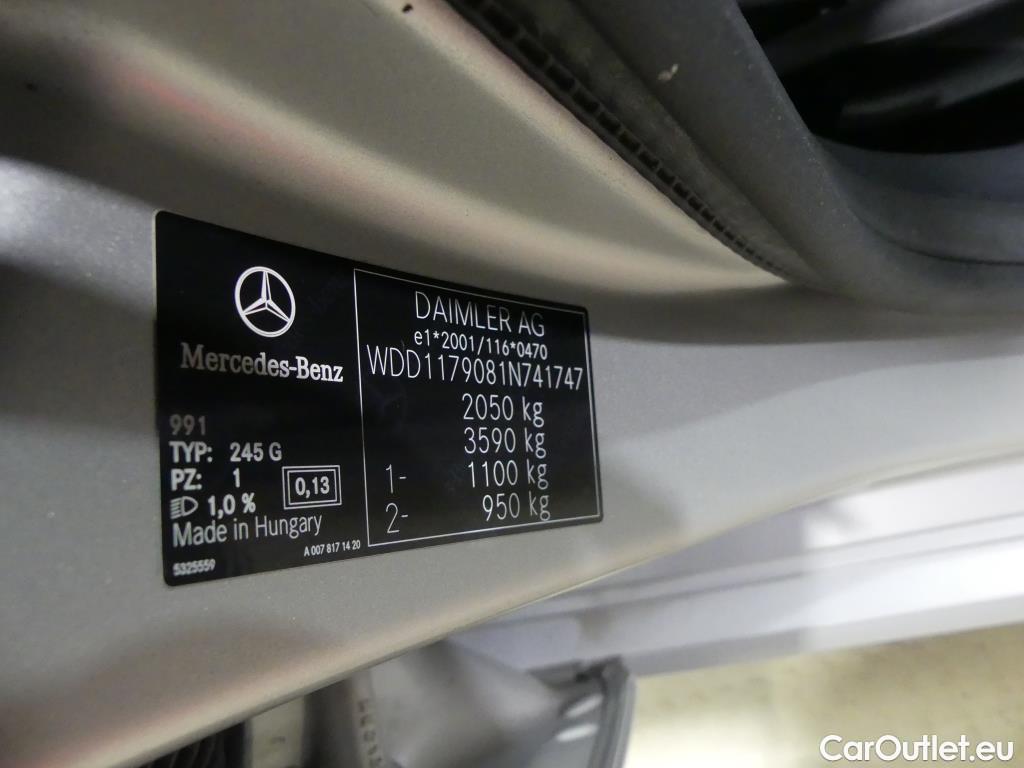 Mercedes-Benz
991
TYP: 245 G
PZ: 1
1,0 %
0,13
Made in Hungary
A 007 817 14 20
5325559
DAIMLER AG
e1*2001/116*0470
WDD1179081N741747
2050 kg
3590 kg
1- 1100 kg
2- 950 kg
CarOutlet.eu